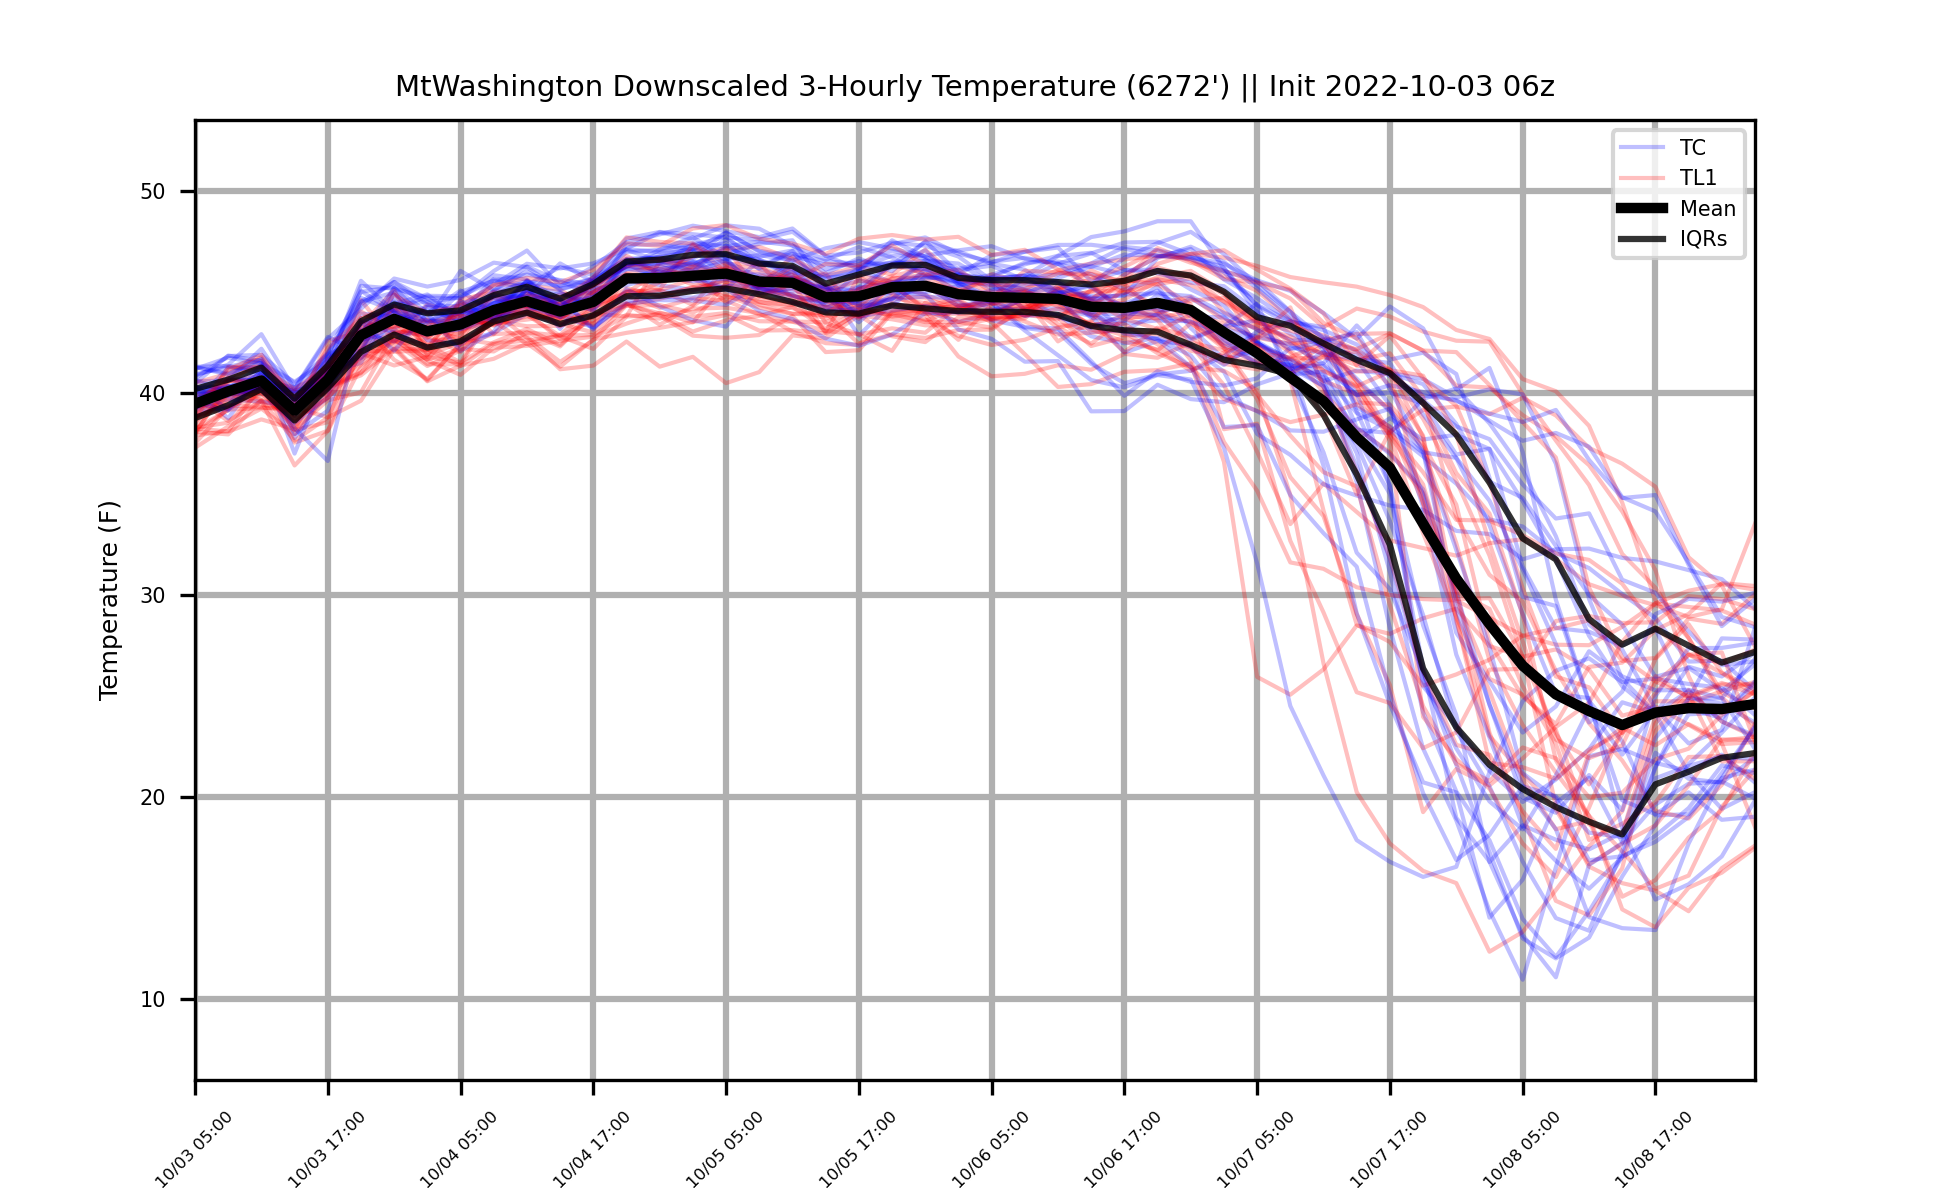 MtWashington Downscaled 3-Hourly Temperature (6272') || Init 2022-10-03 06z
TC
TL1
Mean
IQRs
Temperature (F)
50
40
30
20
10
10/03 05:00
10/03 17:00
10/04 05:00
10/04 17:00
10/05 05:00
10/05 17:00
10/06 05:00
10/06 17:00
10/07 05:00
10/07 17:00
10/08 05:00
10/08 17:00